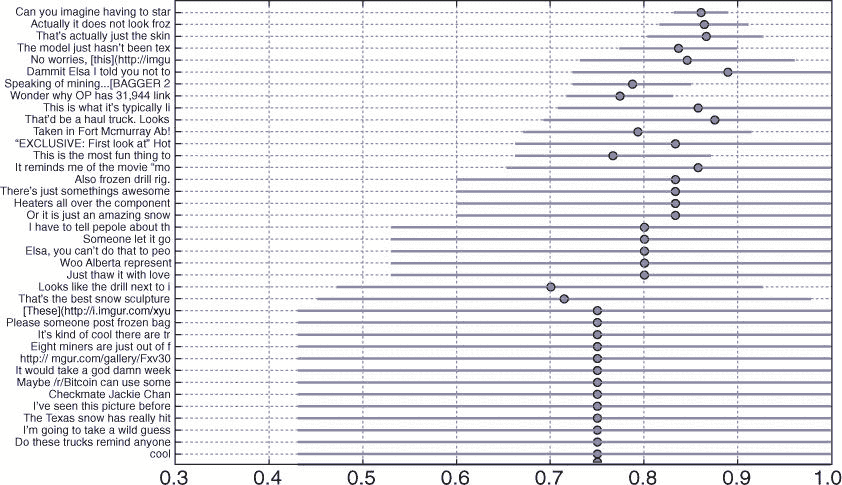 Can you imagine having to star
Actually it does not look froz
That's actually just the skin
The model just hasn't been tex
No worries, [this](http://imgu
Dammit Elsa I told you not to
Speaking of mining...[BAGGER 2
Wonder why OP has 31,944 link
This is what it's typically li
That'd be a haul truck. Looks
Taken in Fort Mcmurray Ab!
“EXCLUSIVE: First look at” Hot
This is the most fun thing to
It reminds me of the movie “mo
Also frozen drill rig.
There's just somethings awesome
Heaters all over the component
Or it is just an amazing snow
I have to tell pepole about th
Someone let it go
Elsa, you can't do that to peo
Woo Alberta represent
Just thaw it with love
Looks like the drill next to i
That's the best snow sculpture
[These](http://i.imgur.com/xyu
Please someone post frozen bag
It's kind of cool there are tr
Eight miners are just out of f
http:// mgur.com/gallery/Fxv30
It would take a god damn week
Maybe /r/Bitcoin can use some
Checkmate Jackie Chan
I've seen this picture before
The Texas snow has really hit
I'm going to take a wild guess
Do these trucks remind anyone
cool
0.3 0.4 0.5 0.6 0.7 0.8 0.9 1.0